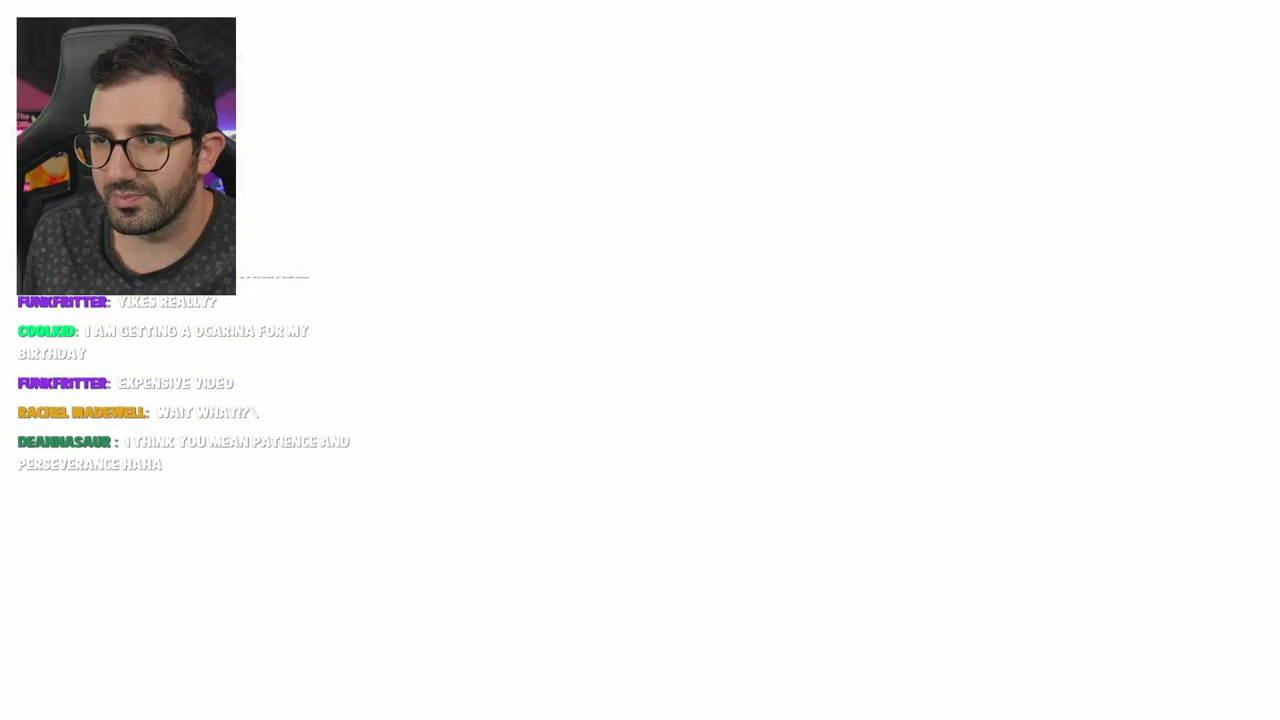 FUNKFRITTER: YIKES REALLY?
COOLKID: I AM GETTING A OCARINA FOR MY
BIRTHDAY
FUNKFRITTER: EXPENSIVE VIDEO
RACHEL MADEWELL: WAIT WHAT!?\
DEANNASAUR : I THINK YOU MEAN PATIENCE AND
PERSEVERANCE HAHA